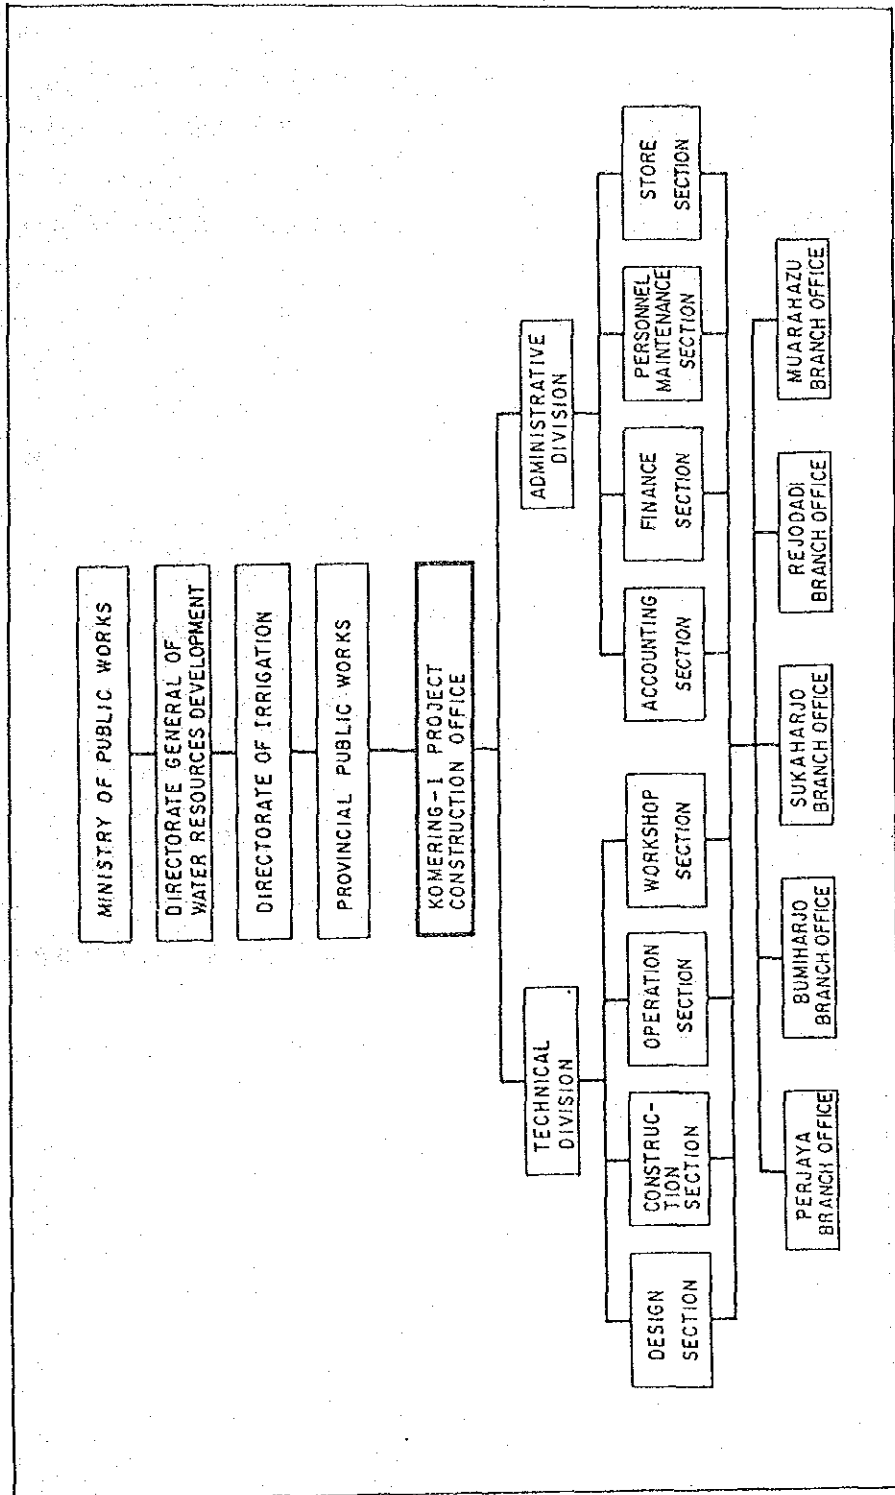 MINISTRY OF PUBLIC WORKS
DIRECTORATE GENERAL OF
WATER RESOURCES DEVELOPMENT
DIRECTORATE OF IRRIGATION
PROVINCIAL PUBLIC WORKS
KOMERING-I PROJECT
CONSTRUCTION OFFICE
TECHNICAL
DIVISION
ADMINISTRATIVE
DIVISION
DESIGN
SECTION
CONSTRUC-
TION
SECTION
OPERATION
SECTION
WORKSHOP
SECTION
ACCOUNTING
SECTION
FINANCE
SECTION
PERSONNEL
MAINTENANCE
SECTION
STORE
SECTION
PERJAYA
BRANCH OFFICE
BUMIHARJO
BRANCH OFFICE
SUKAHARJO
BRANCH OFFICE
REJODADI
BRANCH OFFICE
MUARAHAZU
BRANCH OFFICE